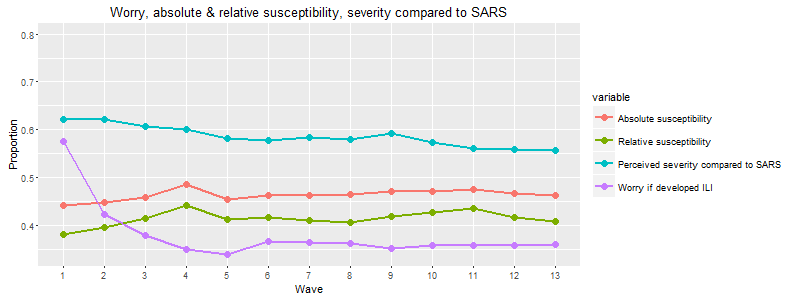 Worry, absolute & relative susceptibility, severity compared to SARS
0.8
0.7
0.6
0.5
0.4
Proportion
1 2 3 4 5 6 7 8 9 10 11 12 13
Wave
variable
Absolute susceptibility
Relative susceptibility
Perceived severity compared to SARS
Worry if developed ILI